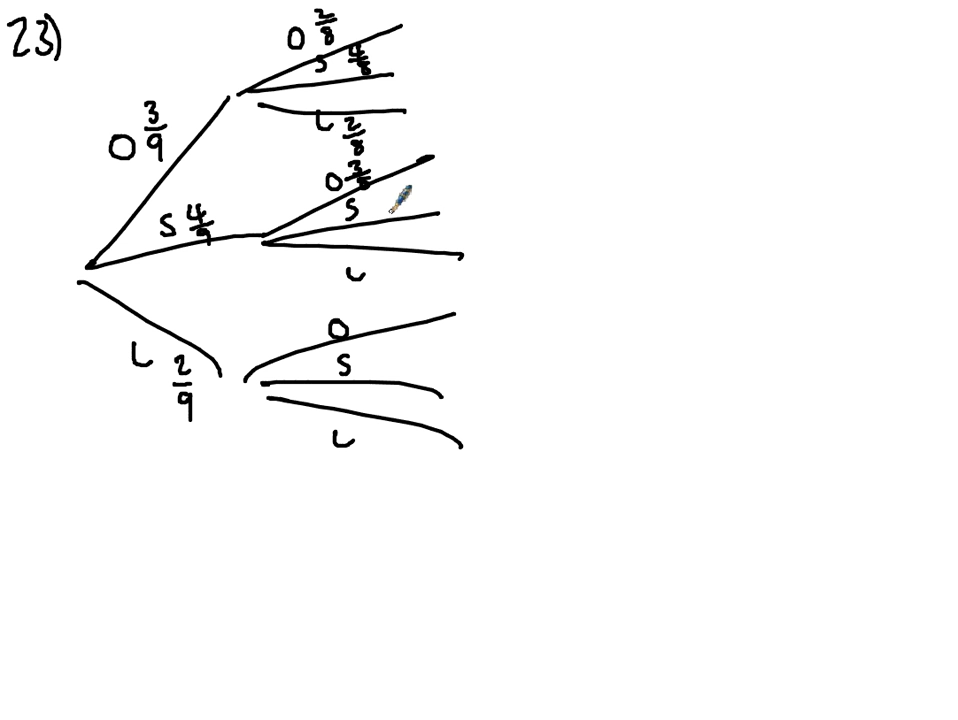 23)
O 2/8
S 4/8
L 2/8
O 3/9
O 3/8
S
S 4/9
L
O
L 2/9
S
L